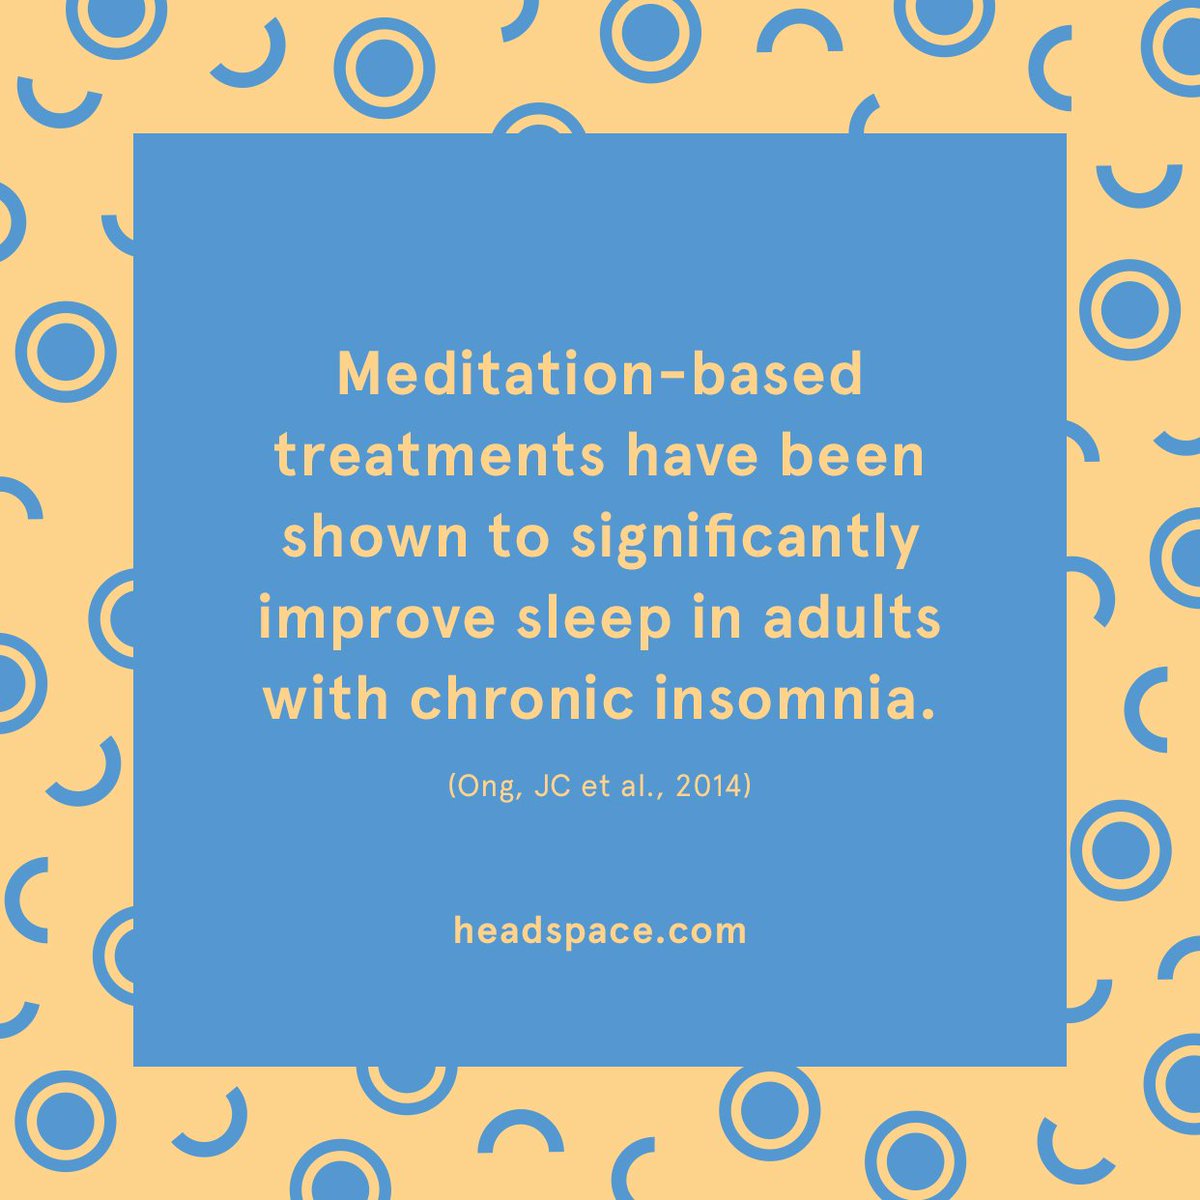 Meditation-based
treatments have been
shown to significantly
improve sleep in adults
with chronic insomnia.
(Ong, JC et al., 2014)
headspace.com